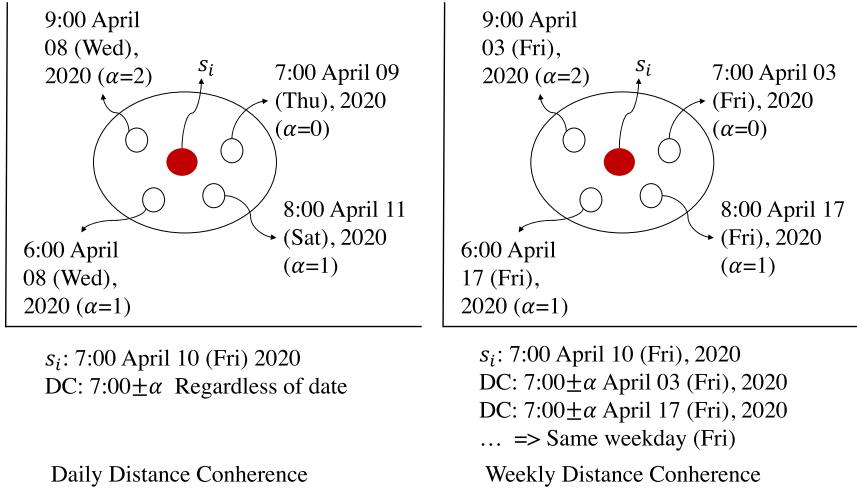 9:00 April
08 (Wed),
2020 (α=2)
sᵢ
7:00 April 09
(Thu), 2020
(α=0)
6:00 April
08 (Wed),
2020 (α=1)
8:00 April 11
(Sat), 2020
(α=1)
sᵢ: 7:00 April 10 (Fri) 2020
DC: 7:00±α Regardless of date
Daily Distance Conherence
9:00 April
03 (Fri),
2020 (α=2)
sᵢ
7:00 April 03
(Fri), 2020
(α=0)
6:00 April
17 (Fri),
2020 (α=1)
8:00 April 17
(Fri), 2020
(α=1)
sᵢ: 7:00 April 10 (Fri), 2020
DC: 7:00±α April 03 (Fri), 2020
DC: 7:00±α April 17 (Fri), 2020
… => Same weekday (Fri)
Weekly Distance Conherence